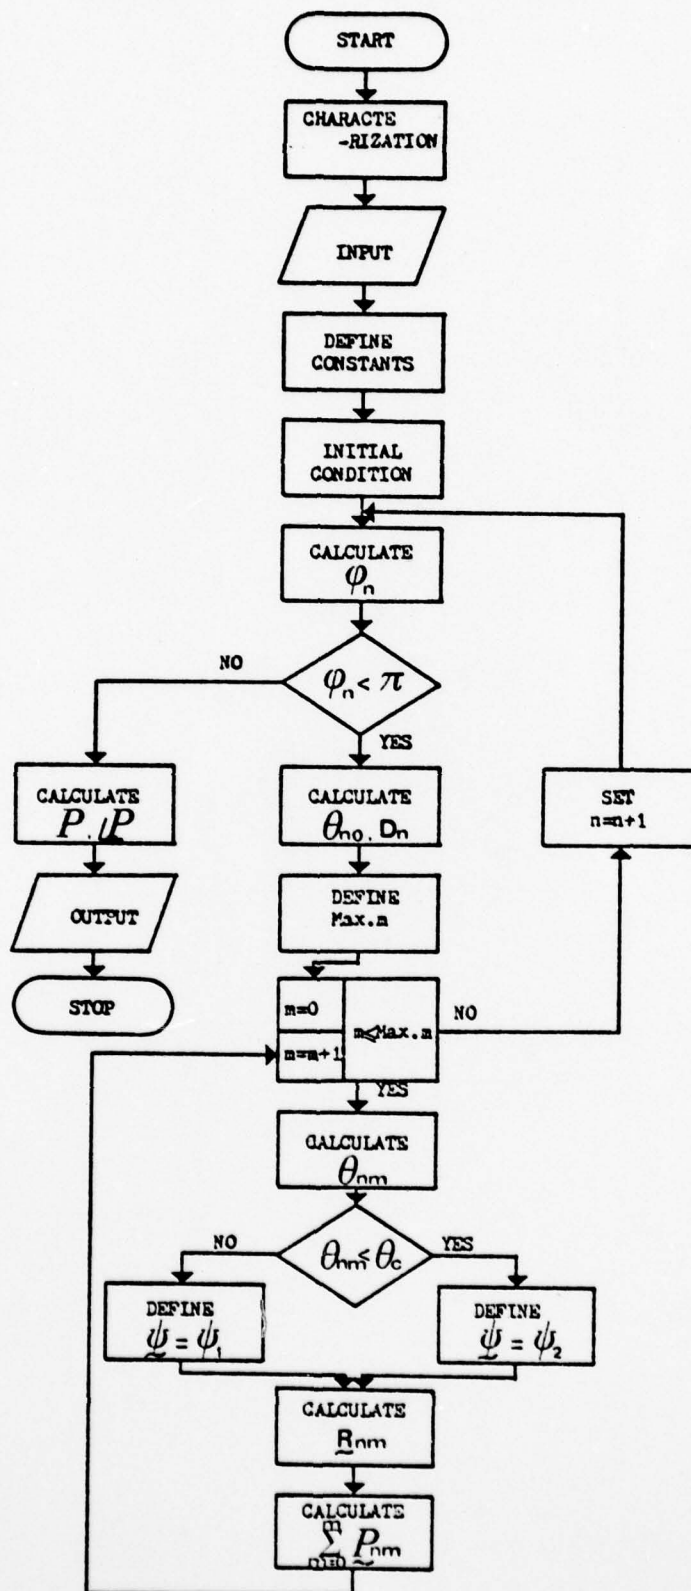 START
CHARACTE
-RIZATION
INPUT
DEFINE
CONSTANTS
INITIAL
CONDITION
CALCULATE
φn
NO
φn < π
YES
CALCULATE
P.
CALCULATE
θno. Dn
SET
n=n+1
OUTPUT
DEFINE
Max.m
STOP
m=0
m≤Max.m
NO
m=m+1
YES
CALCULATE
θnm
NO
θnm≤ θc
YES
DEFINE
ψ = ψ1
DEFINE
ψ = ψ2
CALCULATE
Rnm
CALCULATE
m
Σ Pnm
m=0